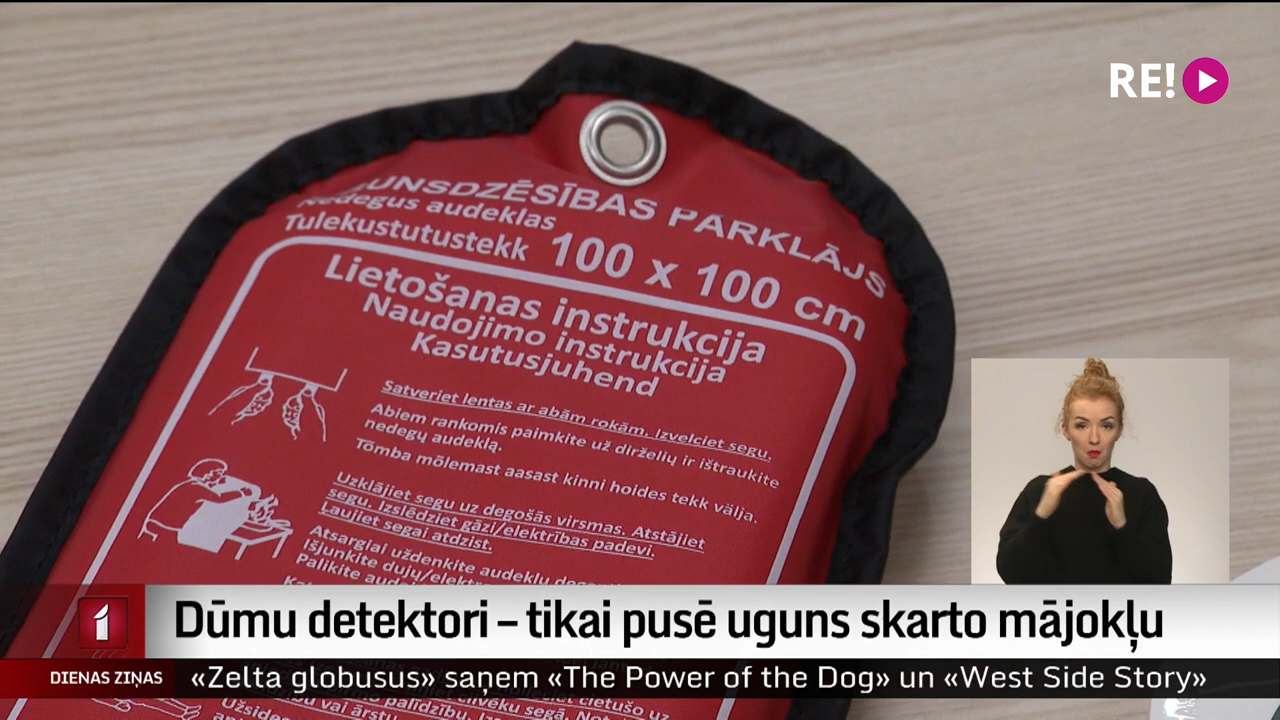 RE!
UNSDZĒSĪBAS PARKLĀJS
Nedegus audeklas
Tulekustutustekk 100 x 100 cm
Lietošanas instrukcija
Naudojimo instrukcija
Kasutusjuhend
Satveriet lentas ar abām rokām. Izvelciet segu.
Abiem rankomis paimkite už dirželių ir ištraukite
nedegų audeklą.
Tõmba mõlemast aasast kinni hoides tekk välja.
Uzklājiet segu uz degošās virsmas. Atstājiet
segu. Izslēdziet gāzi/elektrības padevi.
Laujiet segai atdzist.
Atsargiai uždenkite audeklu
Išjunkite dujų/elektr
Palikite
1
Dūmu detektori – tikai pusē uguns skarto mājokļu
DIENAS ZIŅAS
«Zelta globusus» saņem «The Power of the Dog» un «West Side Story»
vai ārstu